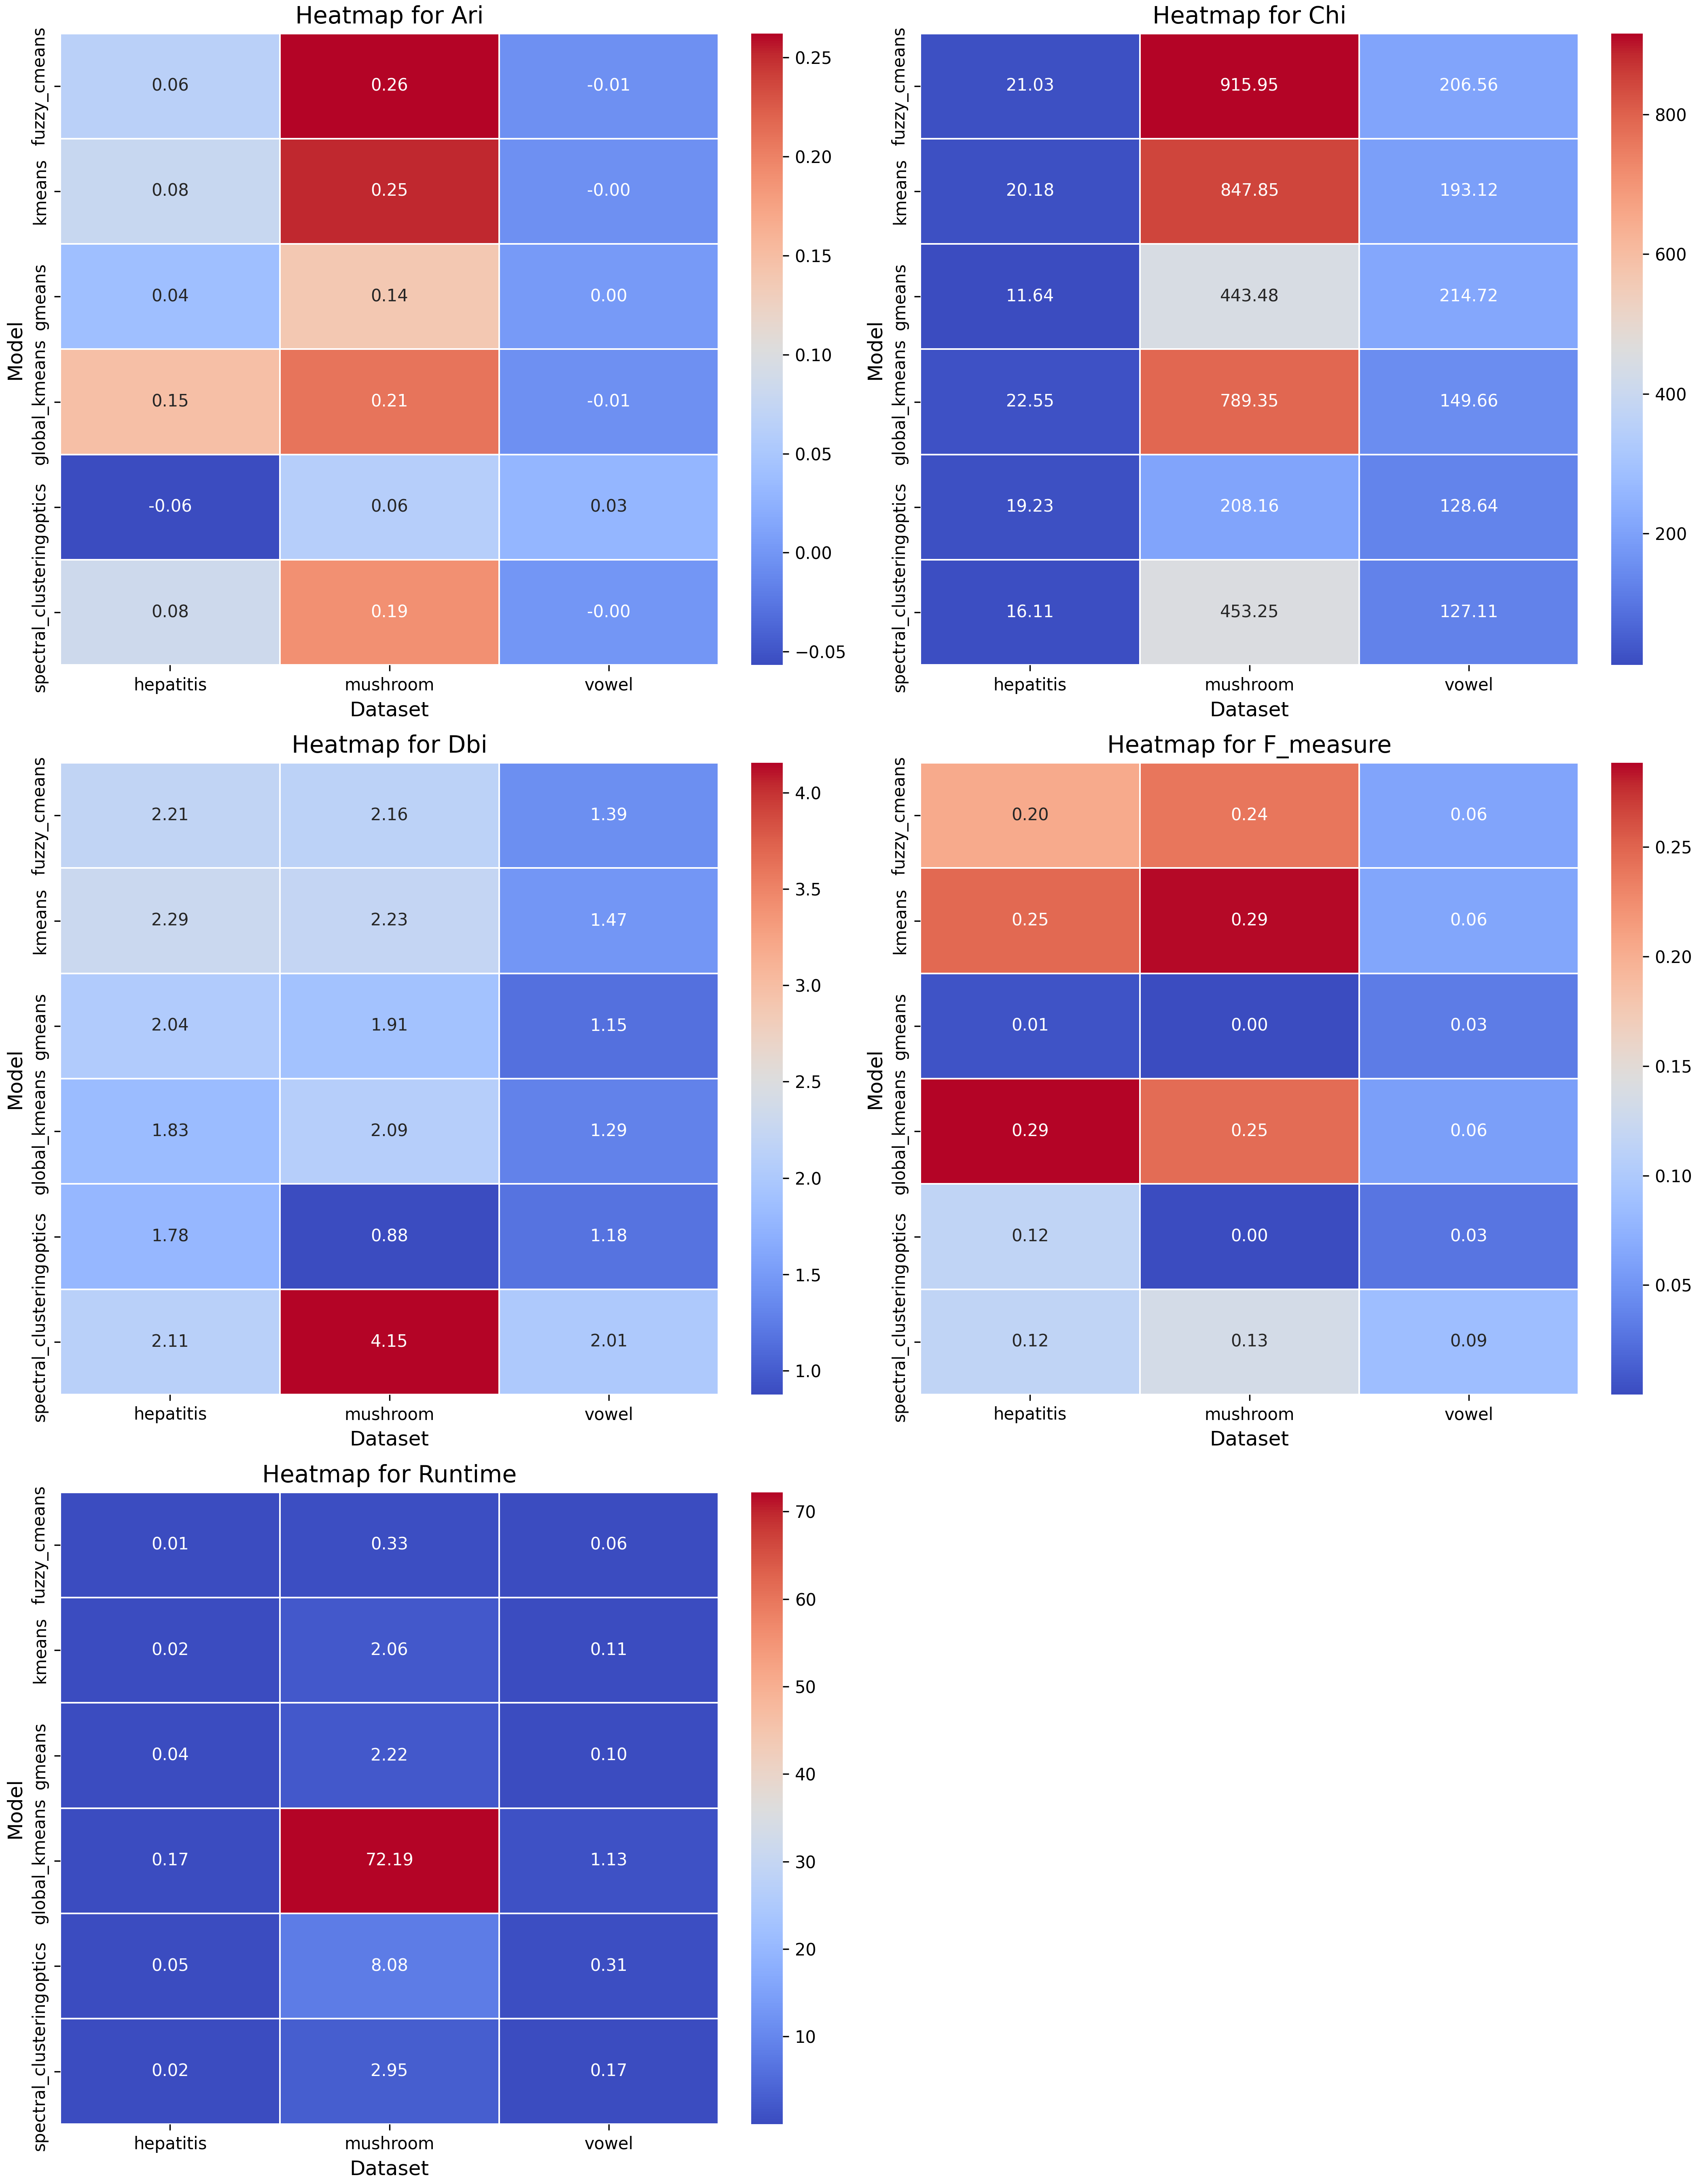 Heatmap for Ari
Model
fuzzy_cmeans
kmeans
gmeans
global_kmeans
optics
spectral_clustering
0.06 0.26 -0.01
0.08 0.25 -0.00
0.04 0.14 0.00
0.15 0.21 -0.01
-0.06 0.06 0.03
0.08 0.19 -0.00
hepatitis mushroom vowel
Dataset
0.25
0.20
0.15
0.10
0.05
0.00
−0.05
Heatmap for Chi
Model
fuzzy_cmeans
kmeans
gmeans
global_kmeans
optics
spectral_clustering
21.03 915.95 206.56
20.18 847.85 193.12
11.64 443.48 214.72
22.55 789.35 149.66
19.23 208.16 128.64
16.11 453.25 127.11
hepatitis mushroom vowel
Dataset
800
600
400
200
Heatmap for Dbi
Model
fuzzy_cmeans
kmeans
gmeans
global_kmeans
optics
spectral_clustering
2.21 2.16 1.39
2.29 2.23 1.47
2.04 1.91 1.15
1.83 2.09 1.29
1.78 0.88 1.18
2.11 4.15 2.01
hepatitis mushroom vowel
Dataset
4.0
3.5
3.0
2.5
2.0
1.5
1.0
Heatmap for F_measure
Model
fuzzy_cmeans
kmeans
gmeans
global_kmeans
optics
spectral_clustering
0.20 0.24 0.06
0.25 0.29 0.06
0.01 0.00 0.03
0.29 0.25 0.06
0.12 0.00 0.03
0.12 0.13 0.09
hepatitis mushroom vowel
Dataset
0.25
0.20
0.15
0.10
0.05
Heatmap for Runtime
Model
fuzzy_cmeans
kmeans
gmeans
global_kmeans
optics
spectral_clustering
0.01 0.33 0.06
0.02 2.06 0.11
0.04 2.22 0.10
0.17 72.19 1.13
0.05 8.08 0.31
0.02 2.95 0.17
hepatitis mushroom vowel
Dataset
70
60
50
40
30
20
10